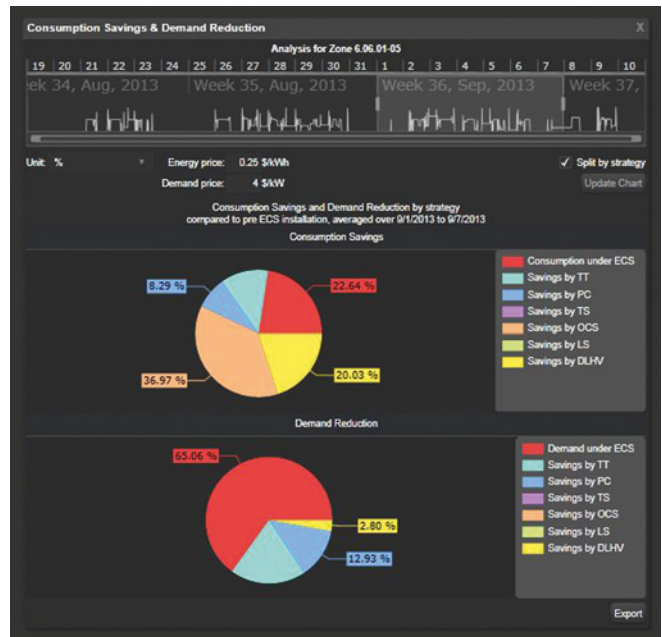 Consumption Savings & Demand Reduction X
Analysis for Zone 6.06.01-05
19 20 21 22 23 24 25 26 27 28 29 30 31 1 2 3 4 5 6 7 8 9 10
ek 34, Aug, 2013 Week 35, Aug, 2013 Week 36, Sep, 2013 Week 37,
Unit: % Energy price: 0.25 $/kWh Split by strategy
Demand price: 4 $/kW Update Chart
Consumption Savings and Demand Reduction by strategy
compared to pre ECS installation, averaged over 9/1/2013 to 9/7/2013
Consumption Savings
8.29 % 22.64 %
36.97 % 20.03 %
Consumption under ECS
Savings by TT
Savings by PC
Savings by TS
Savings by OCS
Savings by LS
Savings by DLHV
Demand Reduction
65.06 %
2.80 %
12.93 %
Demand under ECS
Savings by TT
Savings by PC
Savings by TS
Savings by OCS
Savings by LS
Savings by DLHV
Export